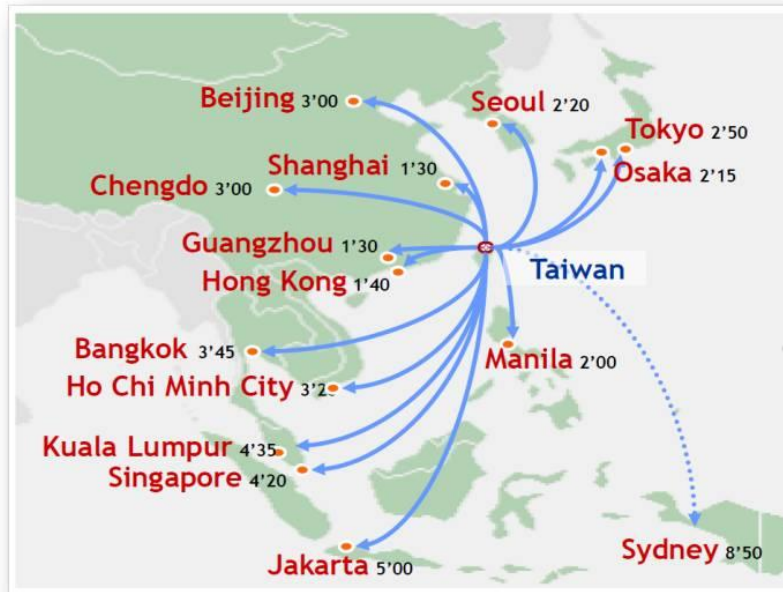 Beijing 3'00
Seoul 2'20
Tokyo 2'50
Osaka 2'15
Shanghai 1'30
Chengdo 3'00
Guangzhou 1'30
Hong Kong 1'40
Taiwan
Bangkok 3'45
Manila 2'00
Ho Chi Minh City
Kuala Lumpur 4'35
Singapore 4'20
Jakarta 5'00
Sydney 8'50